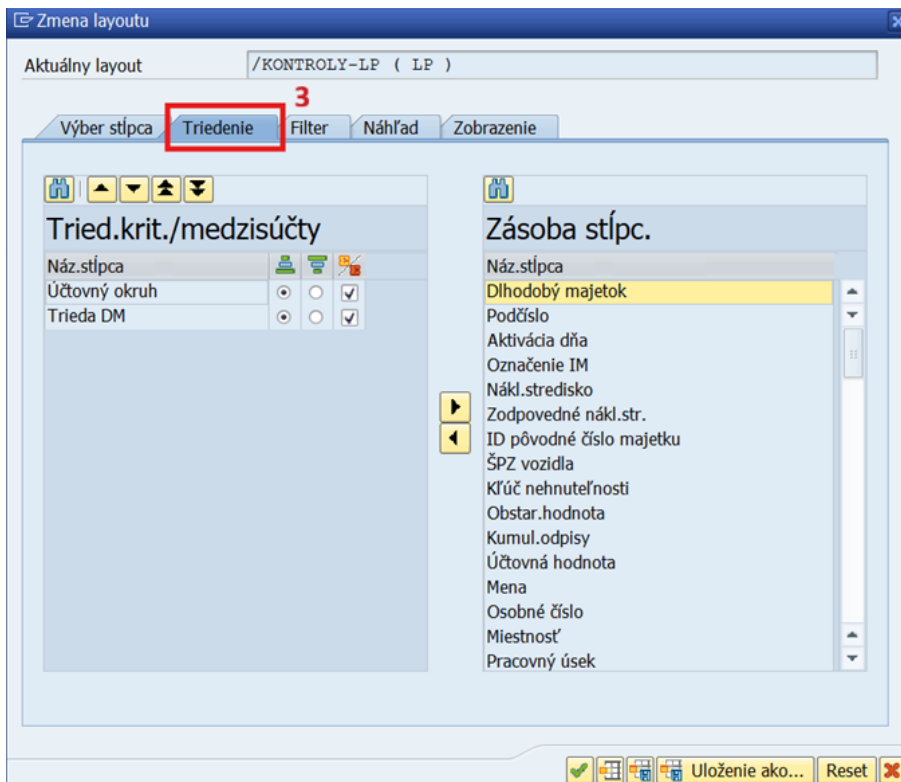 Zmena layoutu
Aktuálny layout /KONTROLY-LP ( LP )
3
Výber stĺpca Triedenie Filter Náhľad Zobrazenie
Tried.krit./medzisúčty
Náz.stĺpca
Účtovný okruh
Trieda DM
Zásoba stĺpc.
Náz.stĺpca
Dlhodobý majetok
Podčíslo
Aktivácia dňa
Označenie IM
Nákl.stredisko
Zodpovedné nákl.str.
ID pôvodné číslo majetku
ŠPZ vozidla
Kľúč nehnuteľnosti
Obstar.hodnota
Kumul.odpisy
Účtovná hodnota
Mena
Osobné číslo
Miestnosť
Pracovný úsek
Uloženie ako... Reset